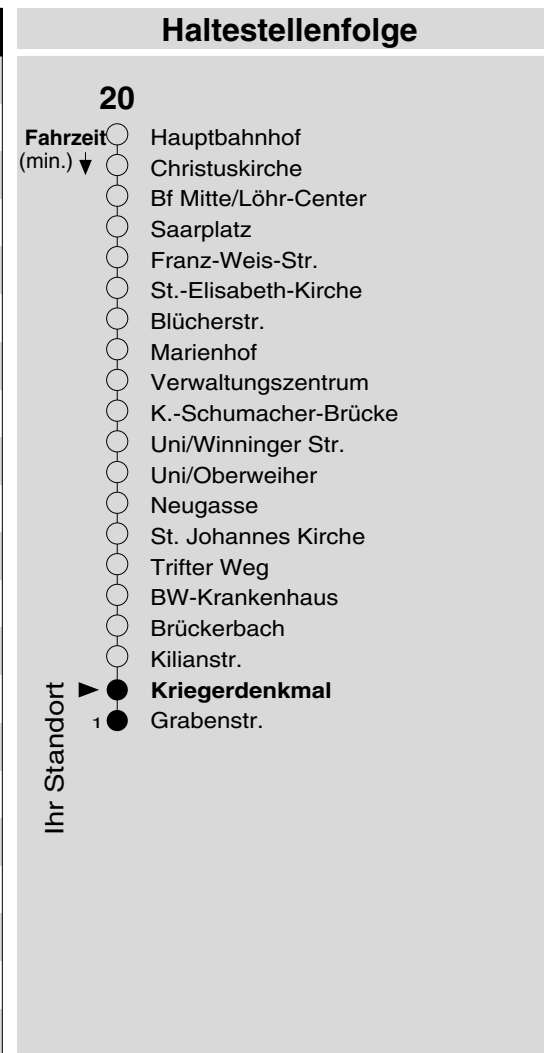 Haltestellenfolge
20
Fahrzeit
(min.)
Hauptbahnhof
Christuskirche
Bf Mitte/Löhr-Center
Saarplatz
Franz-Weis-Str.
St.-Elisabeth-Kirche
Blücherstr.
Marienhof
Verwaltungszentrum
K.-Schumacher-Brücke
Uni/Winninger Str.
Uni/Oberweiher
Neugasse
St. Johannes Kirche
Trifter Weg
BW-Krankenhaus
Brückerbach
Kilianstr.
Kriegerdenkmal
1 Grabenstr.
Ihr Standort